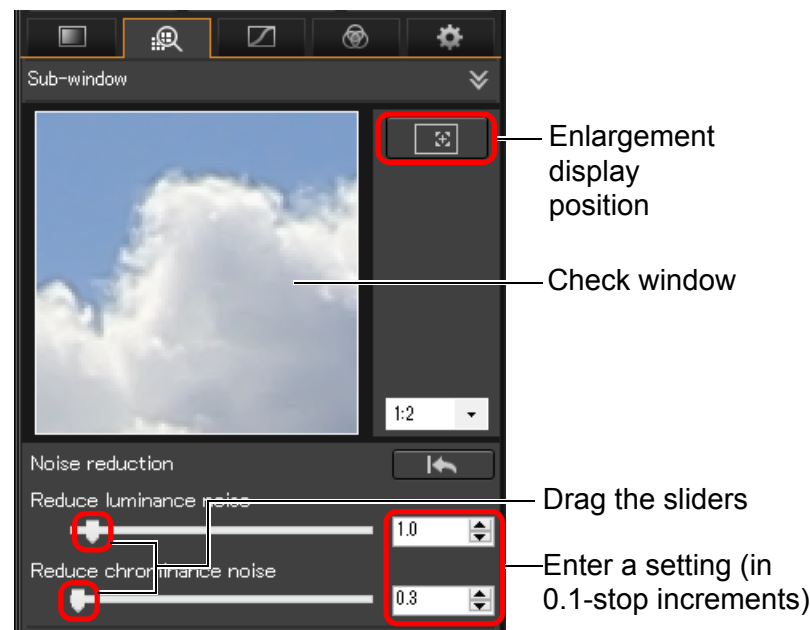 Sub-window
Enlargement
display
position
Check window
1:2
Noise reduction
Reduce luminance noise
Drag the sliders
1.0
Reduce chrominance noise
Enter a setting (in
0.1-stop increments)
0.3